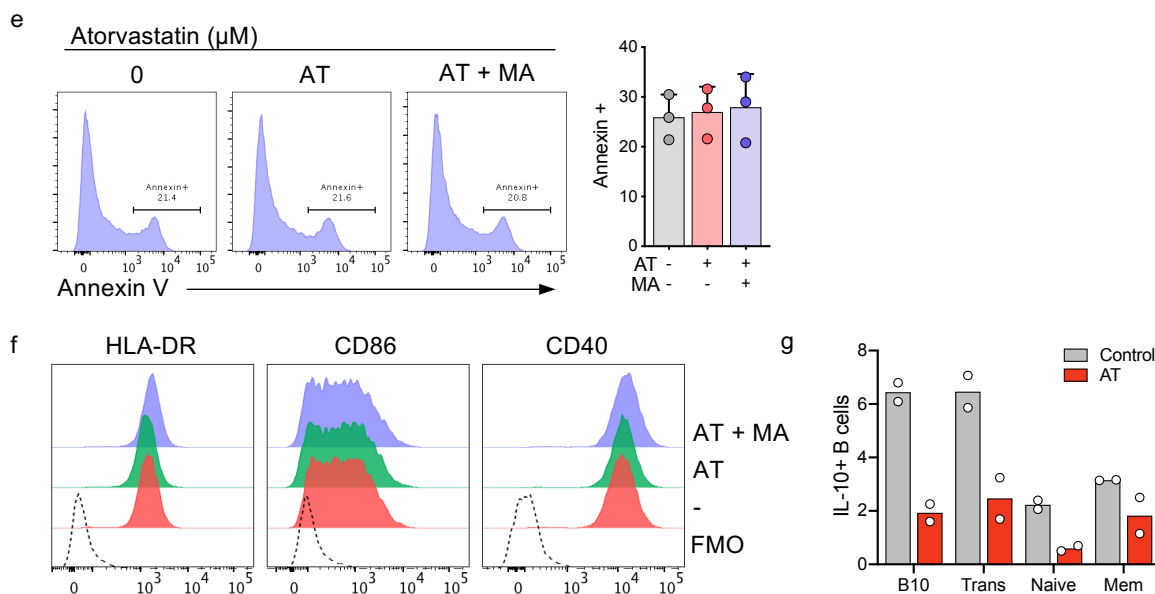 e
Atorvastatin (μM)
0 AT AT + MA
Annexin+
21.4
Annexin+
21.6
Annexin+
20.8
0 10³ 10⁴ 10⁵
0 10³ 10⁴ 10⁵
0 10³ 10⁴ 10⁵
Annexin V
Annexin +
40
30
20
10
0
AT - + +
MA - - +
f
HLA-DR CD86 CD40
AT + MA
AT
-
FMO
0 10³ 10⁴ 10⁵
0 10³ 10⁴ 10⁵
0 10³ 10⁴ 10⁵
g
IL-10+ B cells
8
6
4
2
0
Control
AT
B10 Trans Naive Mem